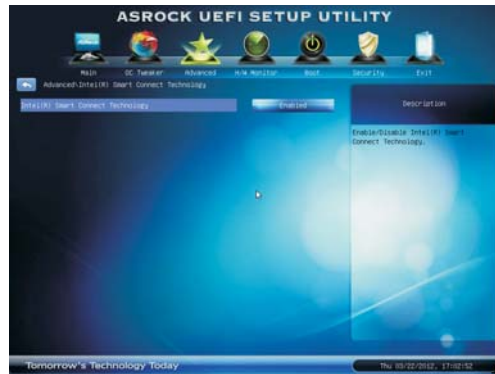 ASROCK UEFI SETUP UTILITY
Main
OC Tweaker
Advanced
H/W Monitor
Boot
Security
Exit
Advanced\Intel(R) Smart Connect Technology
Intel(R) Smart Connect Technology
Enabled
Description
Enable/Disable Intel(R) Smart
Connect Technology.
Tomorrow's Technology Today
Thu 03/22/2012, 17:02:52